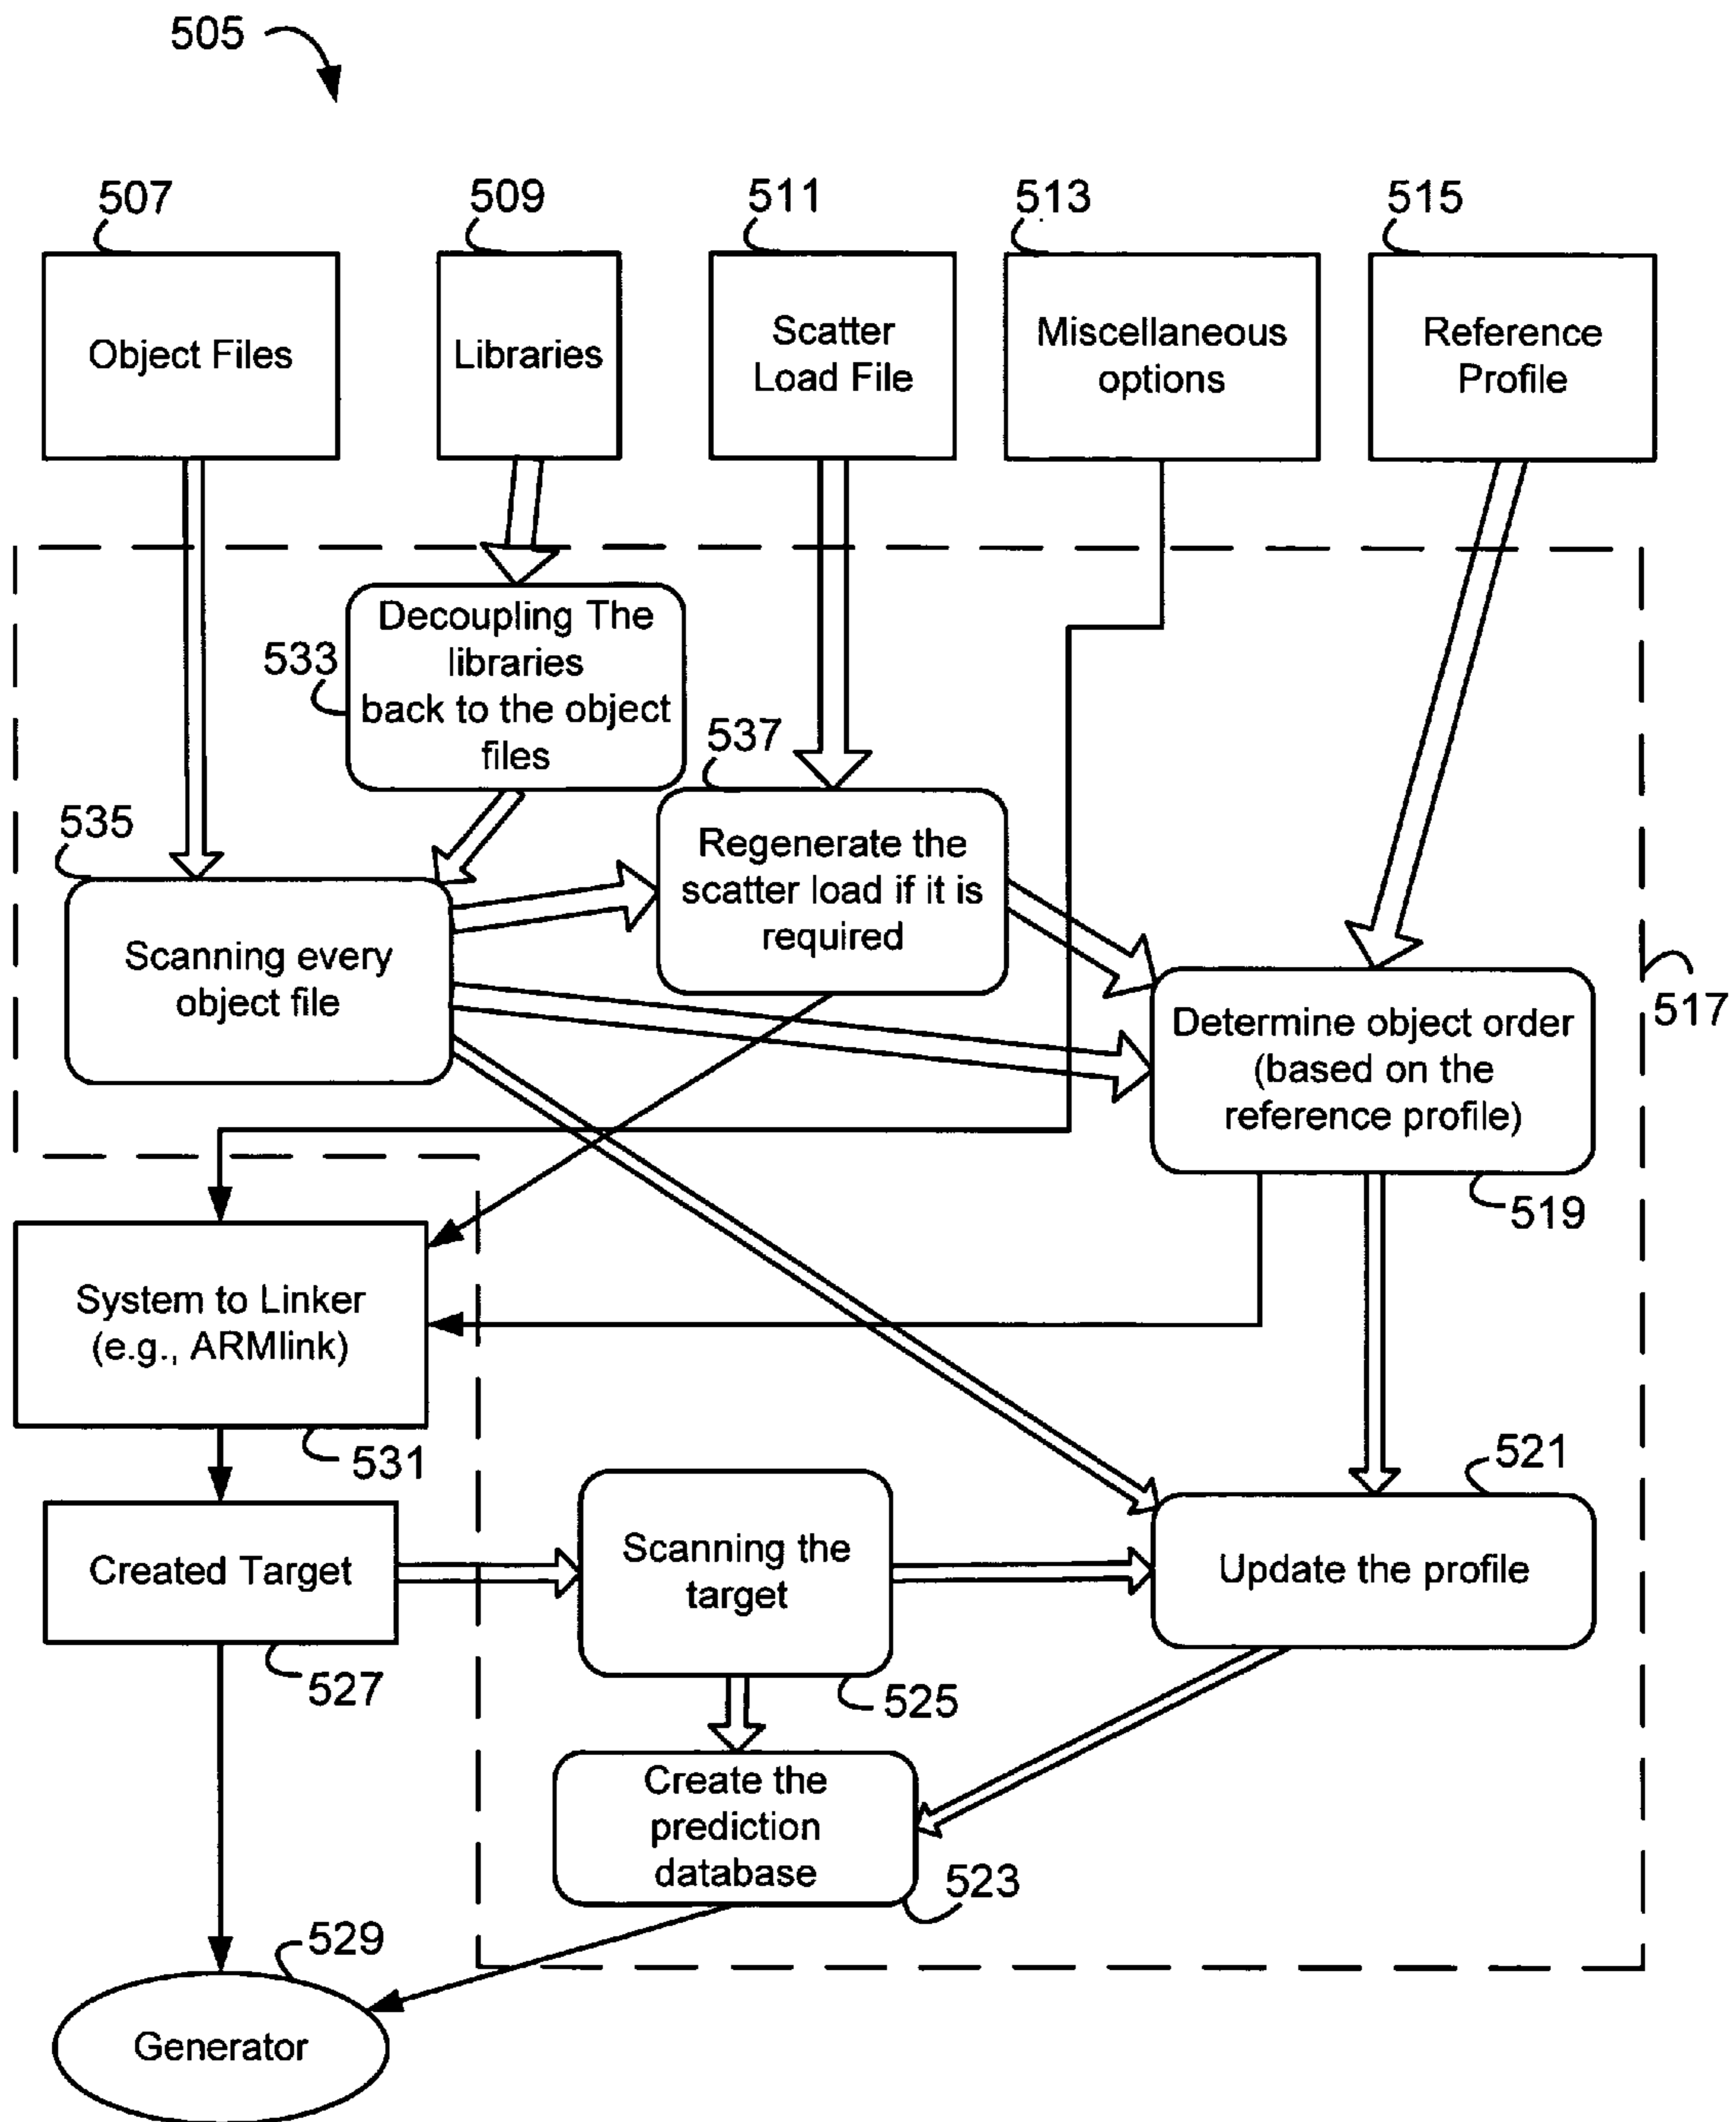 505
507
509
511
513
515
Object Files
Libraries
Scatter
Load File
Miscellaneous
options
Reference
Profile
Decoupling The
libraries
back to the object
files
533
537
535
Regenerate the
scatter load if it is
required
Scanning every
object file
517
Determine object order
(based on the
reference profile)
519
System to Linker
(e.g., ARMlink)
531
521
Created Target
527
Scanning the
target
525
Update the profile
Create the
prediction
database
523
529
Generator